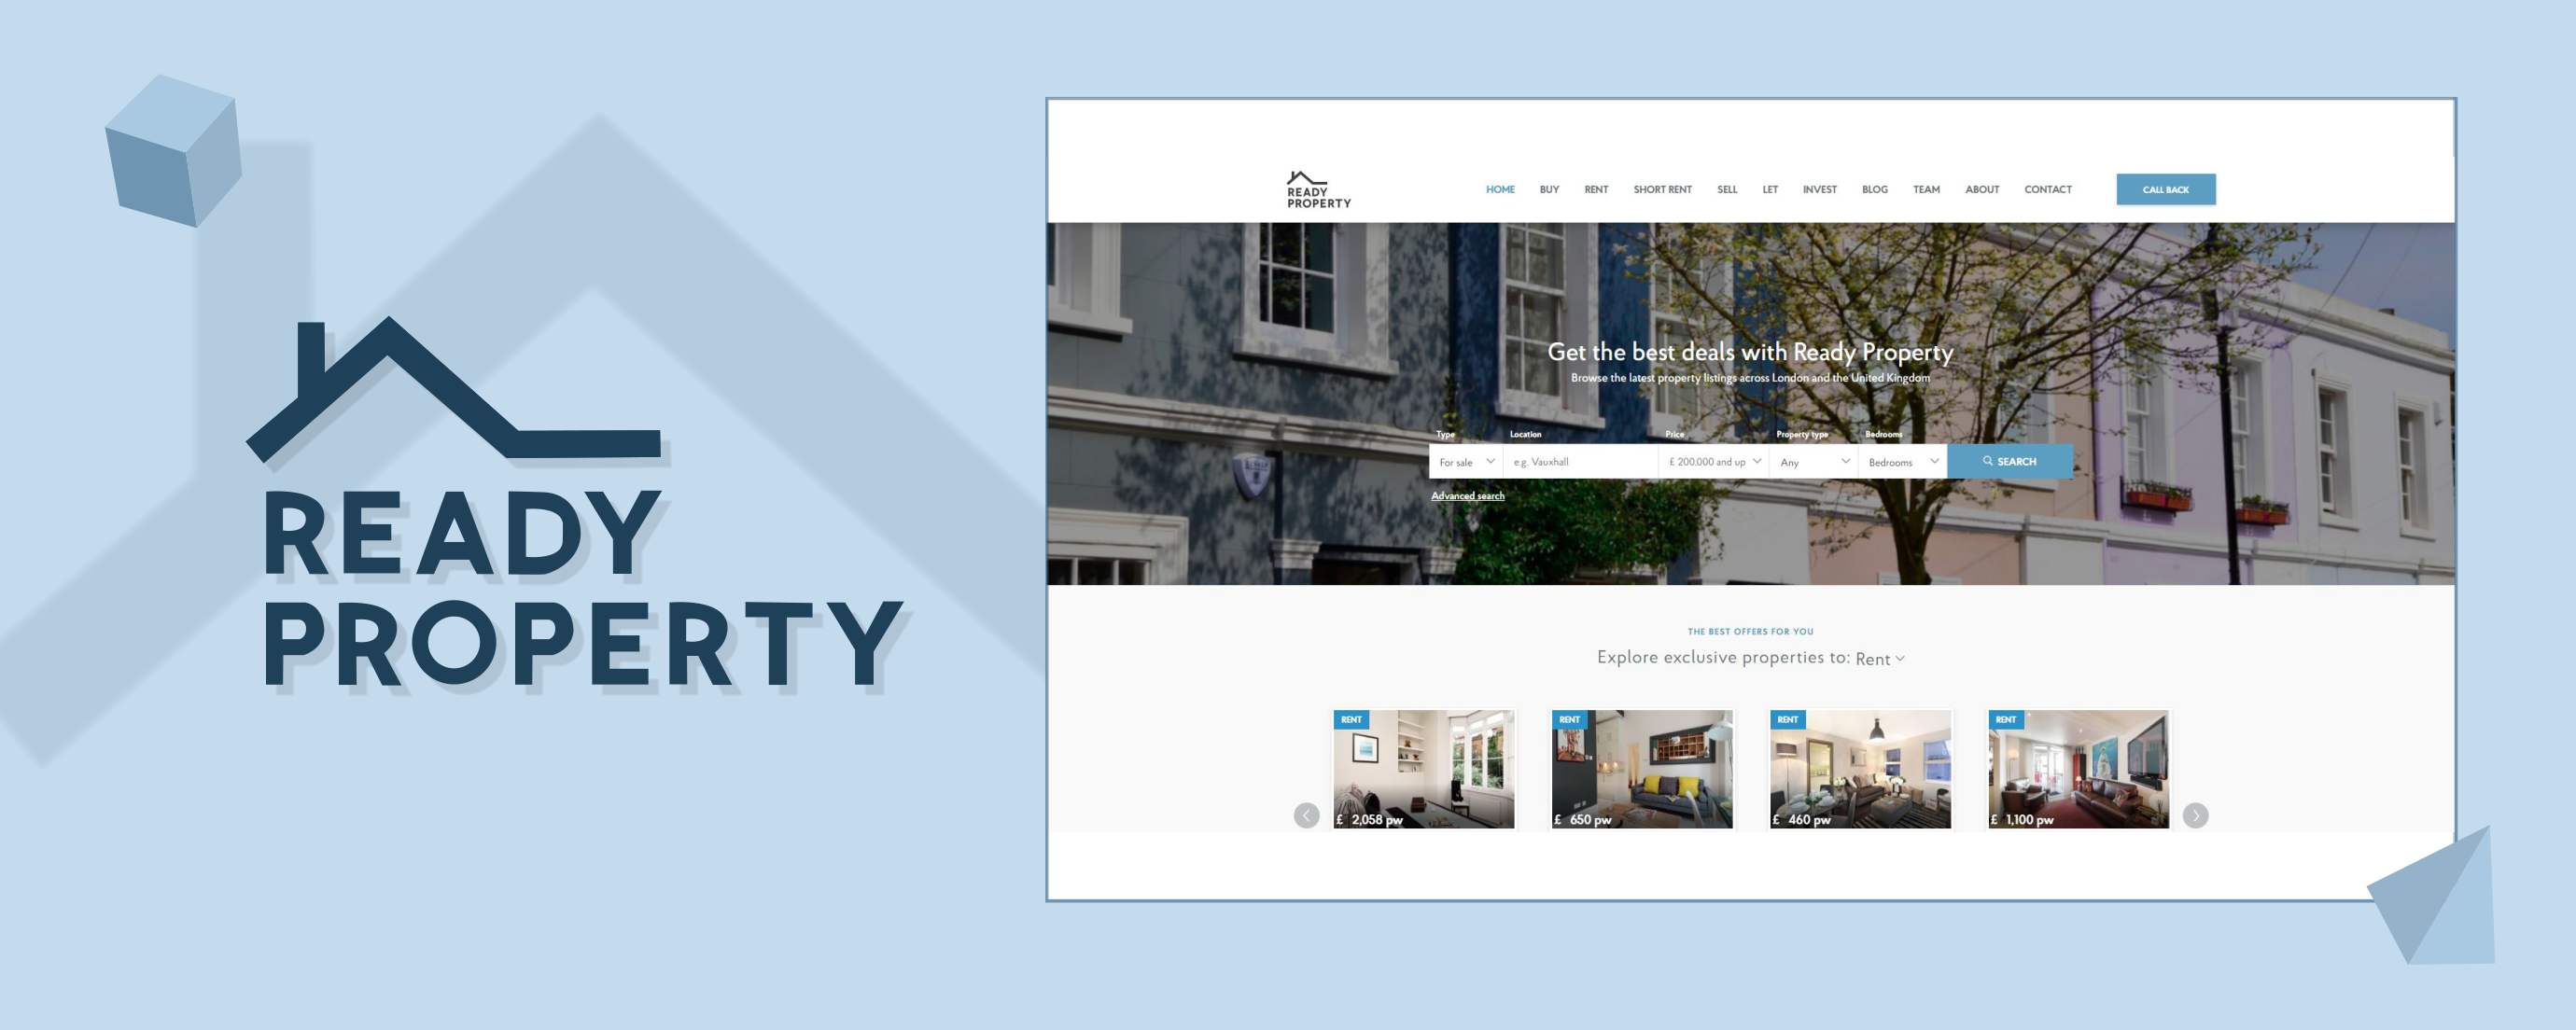 READY
PROPERTY
READY
PROPERTY
HOME BUY RENT SHORT RENT SELL LET INVEST BLOG TEAM ABOUT CONTACT CALL BACK
Get the best deals with Ready Property
Browse the latest property listings across London and the United Kingdom
Type Location Price Property type Bedrooms
For sale e.g. Vauxhall £ 200,000 and up Any Bedrooms SEARCH
Advanced search
THE BEST OFFERS FOR YOU
Explore exclusive properties to: Rent
RENT RENT RENT RENT
£ 2,058 pw £ 650 pw £ 460 pw £ 1,100 pw